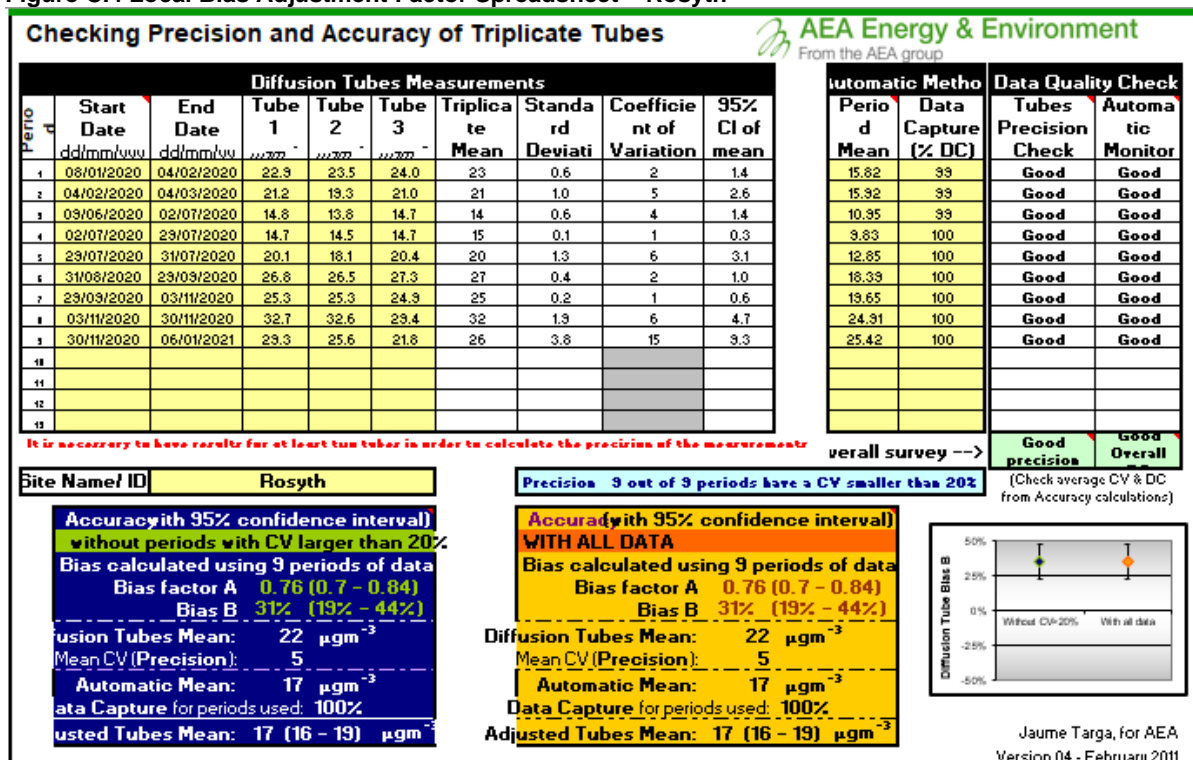 Checking Precision and Accuracy of Triplicate Tubes
AEA Energy & Environment
From the AEA group
Diffusion Tubes Measurements
utomatic Metho Data Quality Check
Perio d Start Date dd/mm/yyyy End Date dd/mm/yy Tube 1 Tube 2 Tube 3 Triplica te Mean Standa rd Deviati Coefficie nt of Variation 95% CI of mean Perio d Mean Data Capture (% DC) Tubes Precision Check Automa tic Monitor
1 08/01/2020 04/02/2020 22.9 23.5 24.0 23 0.6 2 1.4 15.82 99 Good Good
2 04/02/2020 04/03/2020 21.2 19.3 21.0 21 1.0 5 2.6 15.92 99 Good Good
3 09/06/2020 02/07/2020 14.8 13.8 14.7 14 0.6 4 1.4 10.95 99 Good Good
4 02/07/2020 29/07/2020 14.7 14.5 14.7 15 0.1 1 0.3 9.83 100 Good Good
5 29/07/2020 31/07/2020 20.1 18.1 20.4 20 1.3 6 3.1 12.85 100 Good Good
6 31/08/2020 29/09/2020 26.8 26.5 27.3 27 0.4 2 1.0 18.39 100 Good Good
7 29/09/2020 03/11/2020 25.3 25.3 24.9 25 0.2 1 0.6 19.65 100 Good Good
8 03/11/2020 30/11/2020 32.7 32.6 29.4 32 1.9 6 4.7 24.91 100 Good Good
9 30/11/2020 06/01/2021 29.3 25.6 21.8 26 3.8 15 9.3 25.42 100 Good Good
10
11
12
13
It is necessary to have results for at least two tubes in order to calculate the precision of the measurements
verall survey -->
Good precision
Good Overall
Site Name/ ID Rosyth
Precision 9 out of 9 periods have a CV smaller than 20%
(Check average CV & DC
from Accuracy calculations)
Accuracy with 95% confidence interval)
without periods with CV larger than 20%
Bias calculated using 9 periods of data
Bias factor A 0.76 (0.7 - 0.84)
Bias B 31% (19% - 44%)
fusion Tubes Mean: 22 µgm-3
Mean CV (Precision): 5
Automatic Mean: 17 µgm-3
ata Capture for periods used: 100%
usted Tubes Mean: 17 (16 - 19) µgm-3
Accuracy (with 95% confidence interval)
WITH ALL DATA
Bias calculated using 9 periods of data
Bias factor A 0.76 (0.7 - 0.84)
Bias B 31% (19% - 44%)
Diffusion Tubes Mean: 22 µgm-3
Mean CV (Precision): 5
Automatic Mean: 17 µgm-3
Data Capture for periods used: 100%
Adjusted Tubes Mean: 17 (16 - 19) µgm-3
Diffusion Tube Bias B
50%
25%
0%
-25%
-50%
Without CV>20%
With all data
Jaume Targa, for AEA
Version 04 - February 2011